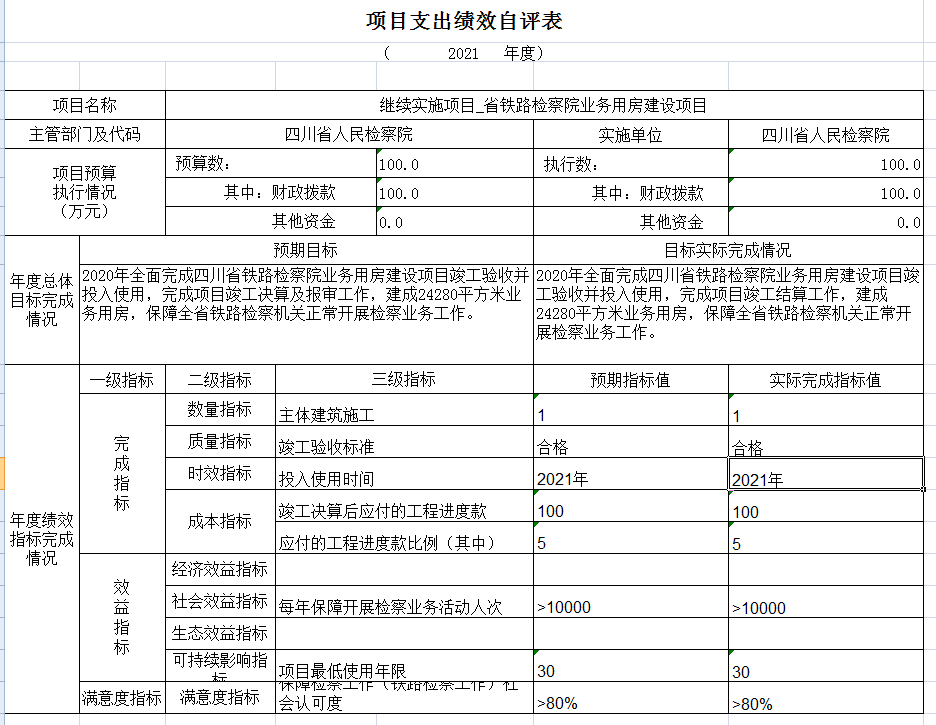 项目支出绩效自评表
（ 2021 年度）
项目名称 继续实施项目_省铁路检察院业务用房建设项目
主管部门及代码 四川省人民检察院 实施单位 四川省人民检察院
项目预算
执行情况
（万元）
预算数： 100.0 执行数： 100.0
其中：财政拨款 100.0 其中：财政拨款 100.0
其他资金 0.0 其他资金 0.0
年度总体
目标完成
情况
预期目标 目标实际完成情况
2020年全面完成四川省铁路检察院业务用房建设项目竣工验收并
投入使用，完成项目竣工决算及报审工作，建成24280平方米业
务用房，保障全省铁路检察机关正常开展检察业务工作。
2020年全面完成四川省铁路检察院业务用房建设项目竣
工验收并投入使用，完成项目竣工结算工作，建成
24280平方米业务用房，保障全省铁路检察机关正常开
展检察业务工作。
年度绩效
指标完成
情况
一级指标 二级指标 三级指标 预期指标值 实际完成指标值
完
成
指
标
数量指标 主体建筑施工 1 1
质量指标 竣工验收标准 合格 合格
时效指标 投入使用时间 2021年 2021年
成本指标 竣工决算后应付的工程进度款 100 100
应付的工程进度款比例（其中） 5 5
效
益
指
标
经济效益指标
社会效益指标 每年保障开展检察业务活动人次 >10000 >10000
生态效益指标
可持续影响指
标
项目最低使用年限 30 30
满意度指标 满意度指标
保障检察工作（铁路检察工作）社
会认可度
>80% >80%